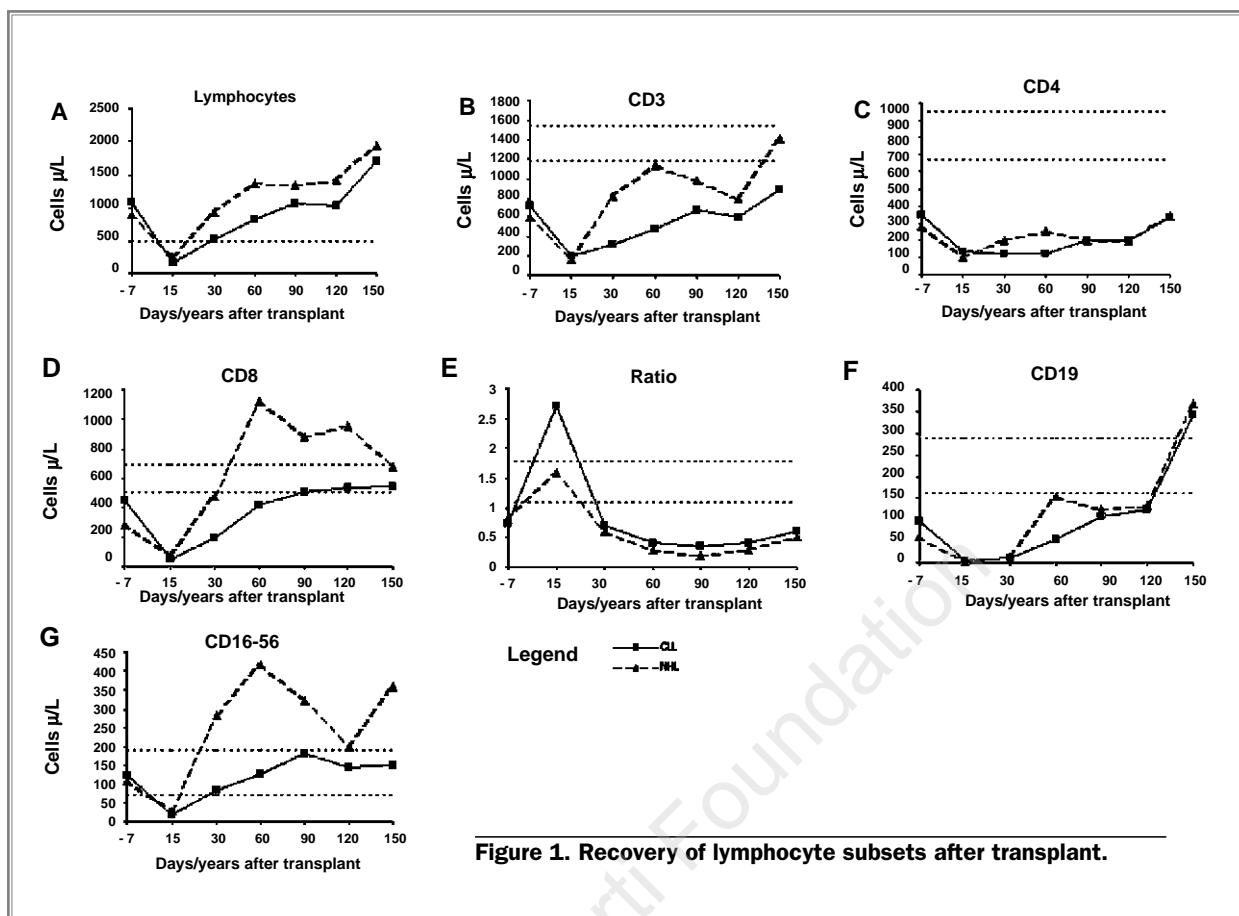 A
Lymphocytes
2500
2000
1500
1000
500
0
Cells µ/L
- 7 15 30 60 90 120 150
Days/years after transplant
B
CD3
1800
1600
1400
1200
1000
800
600
400
200
0
Cells µ/L
- 7 15 30 60 90 120 150
Days/years after transplant
C
CD4
1000
900
800
700
600
500
400
300
200
100
0
Cells µ/L
- 7 15 30 60 90 120 150
Days/years after transplant
D
CD8
1200
1000
800
600
400
200
0
Cells µ/L
- 7 15 30 60 90 120 150
Days/years after transplant
E
Ratio
3
2.5
2
1.5
1
0.5
0
- 7 15 30 60 90 120 150
Days/years after transplant
F
CD19
400
350
300
250
200
150
100
50
0
- 7 15 30 60 90 120 150
Days/years after transplant
G
CD16-56
450
400
350
300
250
200
150
100
50
0
Cells µ/L
- 7 15 30 60 90 120 150
Days/years after transplant
Legend
CLL
NHL
Figure 1. Recovery of lymphocyte subsets after transplant.
rti Foundation